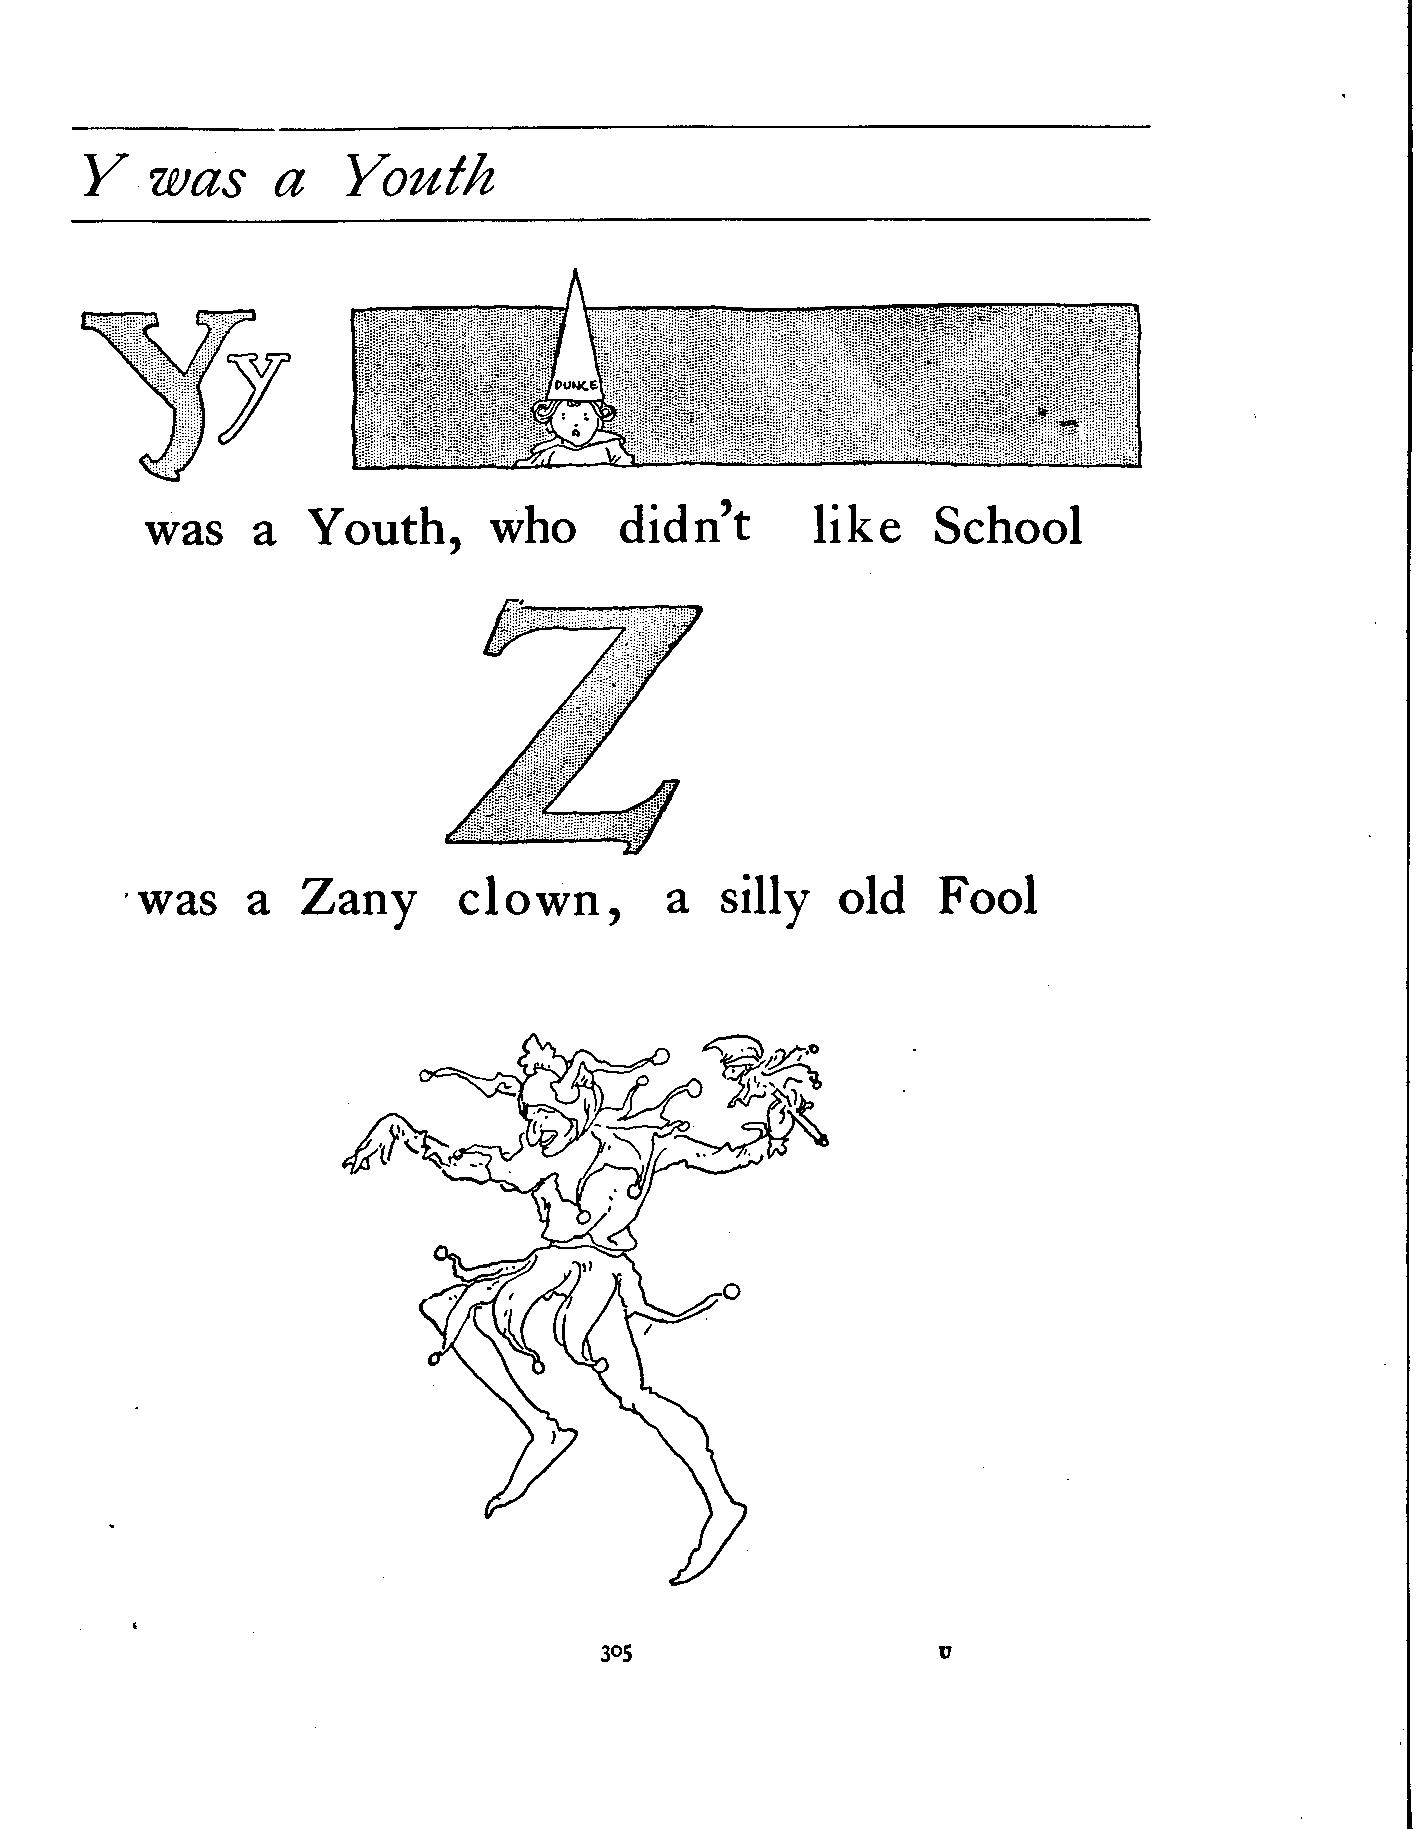 Y was a Youth
Yy
DUNCE
was a Youth, who didn't like School
Z
was a Zany clown, a silly old Fool
305 U